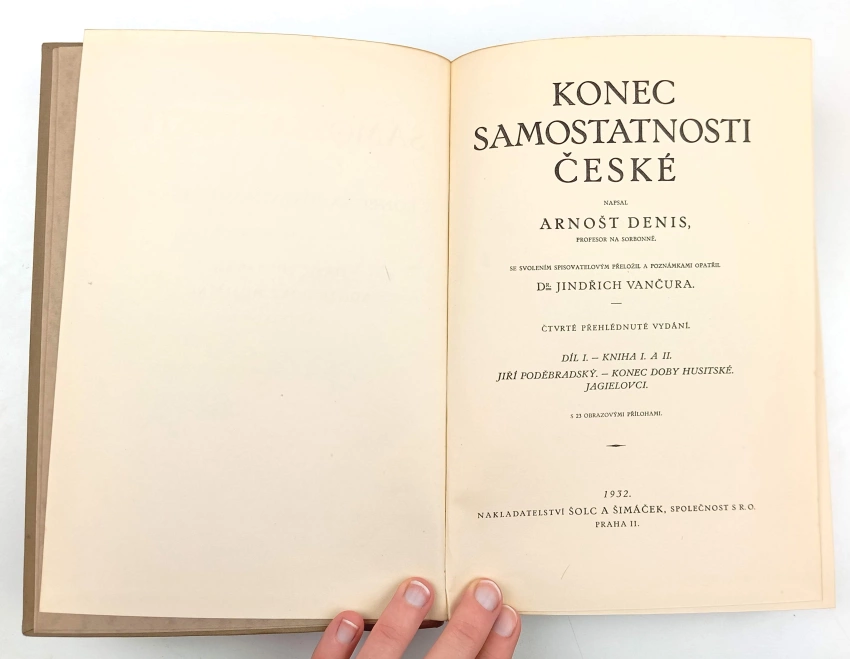 KONEC
SAMOSTATNOSTI
ČESKÉ
NAPSAL
ARNOŠT DENIS,
PROFESOR NA SORBONNĚ.
SE SVOLENÍM SPISOVATELOVÝM PŘELOŽIL A POZNÁMKAMI OPATŘIL
DR. JINDŘICH VANČURA.
ČTVRTÉ PŘEHLÉDNUTÉ VYDÁNÍ.
DÍL I. — KNIHA I. A II.
JIŘÍ PODĚBRADSKÝ. — KONEC DOBY HUSITSKÉ.
JAGIELOVCI.
S 23 OBRAZOVÝMI PŘÍLOHAMI.
1932.
NAKLADATELSTVÍ ŠOLC A ŠIMÁČEK, SPOLEČNOST S R. O.
PRAHA II.